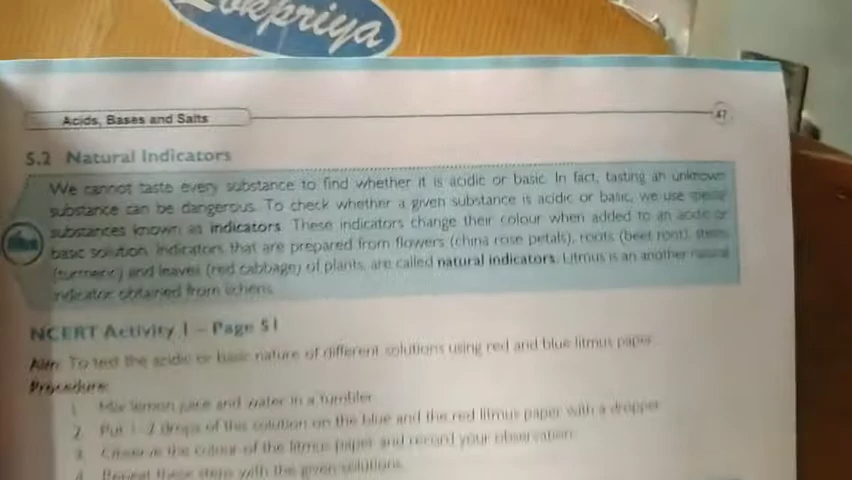 Lokpriya
Acids, Bases and Salts
47
5.2 Natural Indicators
We cannot taste every substance to find whether it is acidic or basic. In fact, tasting an unknown
substance can be dangerous. To check whether a given substance is acidic or basic, we use special
substances known as indicators. These indicators change their colour when added to an acidic or
basic solution. Indicators that are prepared from flowers (china rose petals), roots (beet root), stems
(turmeric) and leaves (red cabbage) of plants, are called natural indicators. Litmus is an another natural
indicator obtained from lichens.
NCERT Activity 1 – Page 51
Aim: To test the acidic or basic nature of different solutions using red and blue litmus paper.
Procedure:
1. Mix lemon juice and water in a tumbler.
2. Put 1–2 drops of this solution on the blue and the red litmus paper with a dropper.
3. Observe the colour of the litmus paper and record your observation.
4. Repeat these steps with the given solutions.